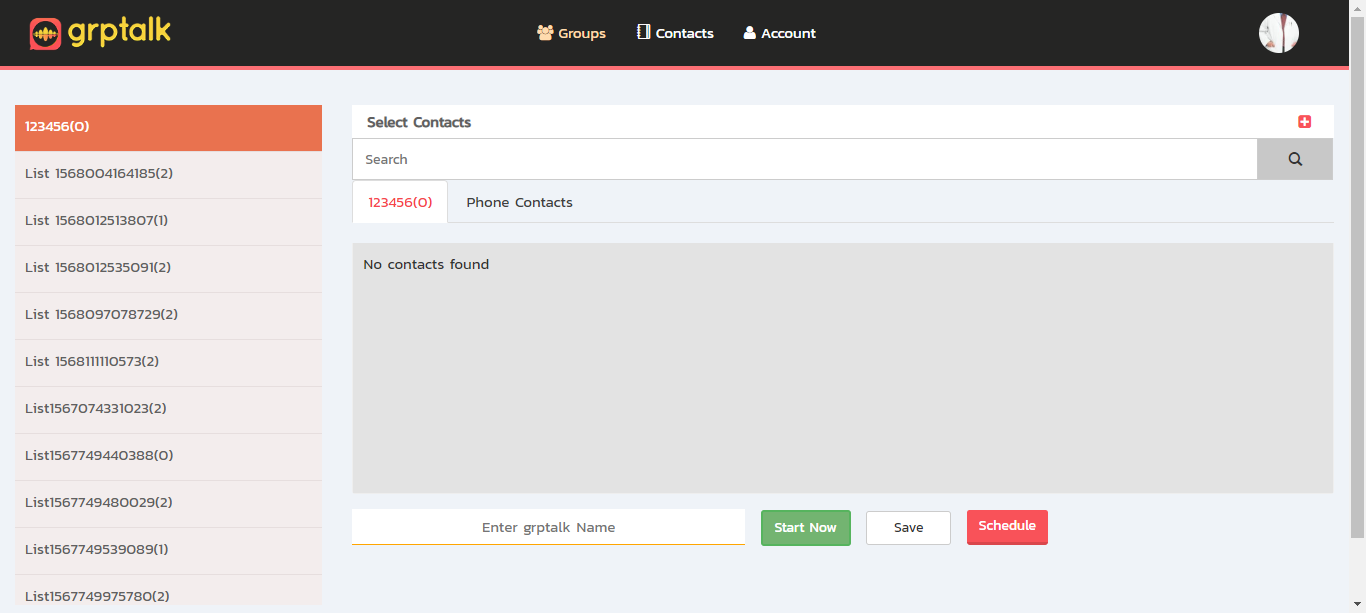 grptalk
Groups
Contacts
Account
123456(0)
List 1568004164185(2)
List 1568012513807(1)
List 1568012535091(2)
List 1568097078729(2)
List 1568111110573(2)
List1567074331023(2)
List1567749440388(0)
List1567749480029(2)
List1567749539089(1)
List1567749975780(2)
Select Contacts
Search
123456(0) Phone Contacts
No contacts found
Enter grptalk Name
Start Now
Save
Schedule